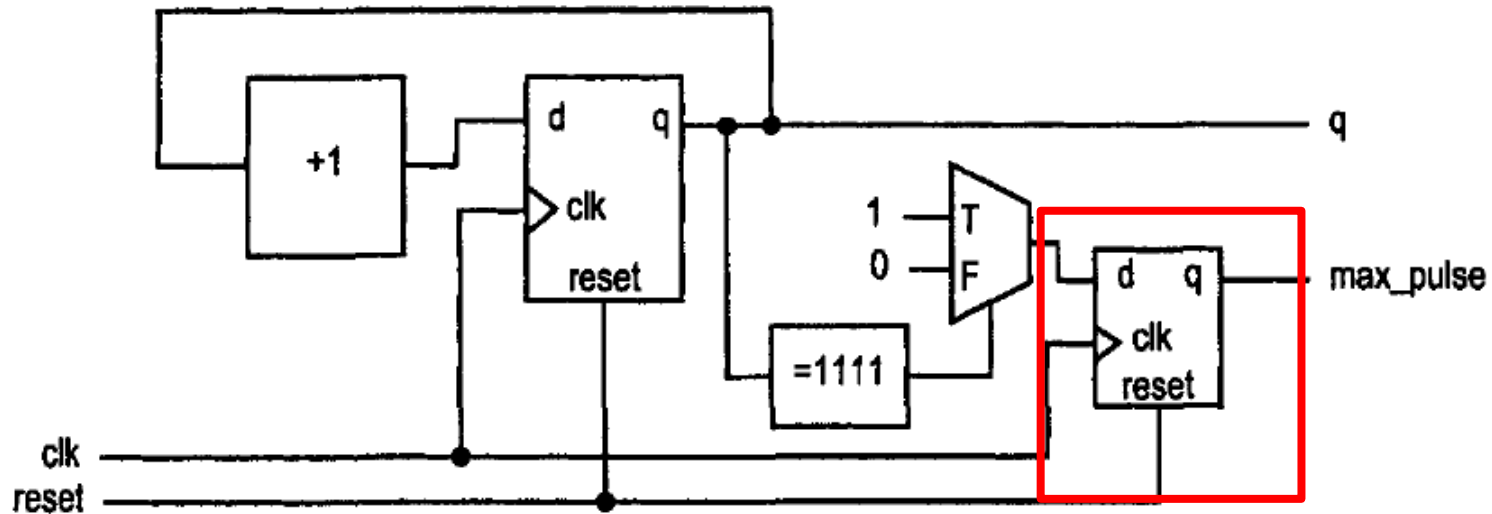 d q
q
+1
clk
1 T
0 F
reset
d q
max_pulse
clk
=1111
reset
clk
reset